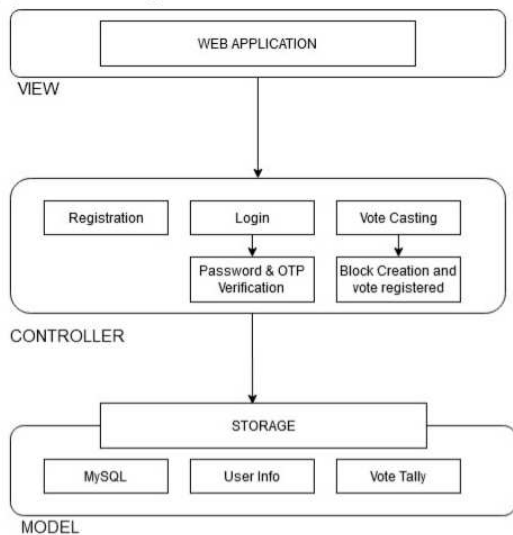 WEB APPLICATION
VIEW
Registration
Login
Vote Casting
Password & OTP
Verification
Block Creation and
vote registered
CONTROLLER
STORAGE
MySQL
User Info
Vote Tally
MODEL